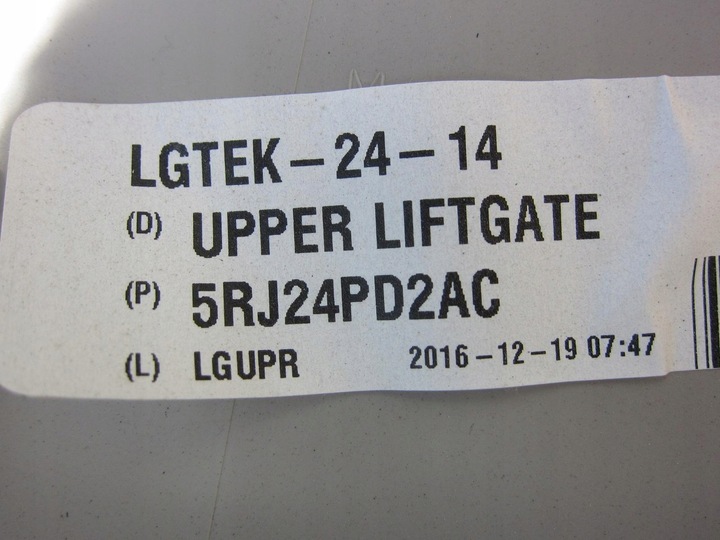 LGTEK-24-14
(D) UPPER LIFTGATE
(P) 5RJ24PD2AC
(L) LGUPR 2016-12-19 07:47